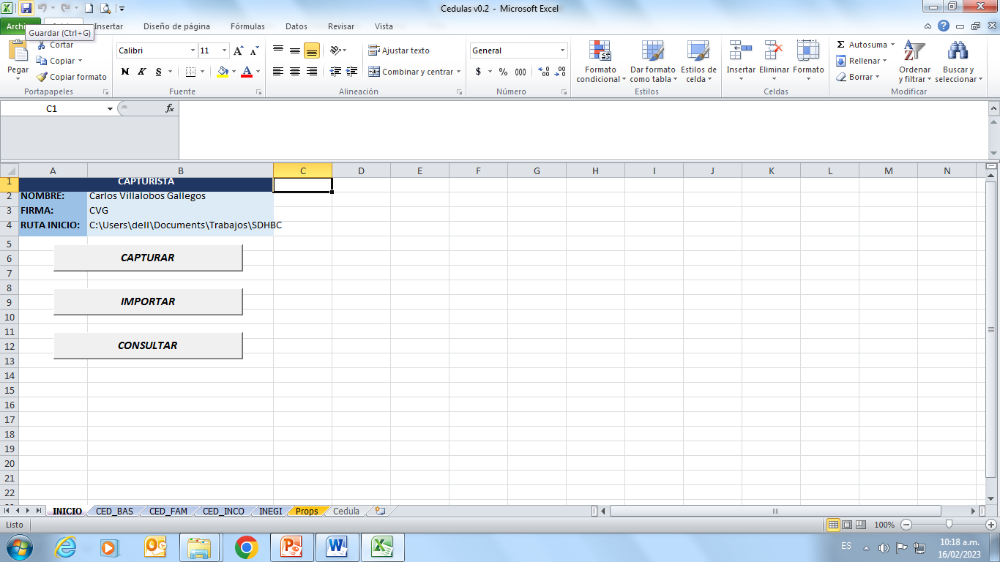 Cedulas v0.2 - Microsoft Excel
Archivo Insertar Diseño de página Fórmulas Datos Revisar Vista
Guardar (Ctrl+G)
Pegar
Cortar
Copiar
Copiar formato
Portapapeles
Calibri 11
N K S
Fuente
Ajustar texto
Combinar y centrar
Alineación
General
$ % 000
Número
Formato condicional
Dar formato como tabla
Estilos de celda
Estilos
Insertar Eliminar Formato
Celdas
Σ Autosuma
Rellenar
Borrar
Ordenar y filtrar
Buscar y seleccionar
Modificar
C1 fx
A B C D E F G H I J K L M N
1 CAPTURISTA
2 NOMBRE: Carlos Villalobos Gallegos
3 FIRMA: CVG
4 RUTA INICIO: C:\Users\dell\Documents\Trabajos\SDHBC
5
6 CAPTURAR
7
8
9 IMPORTAR
10
11
12 CONSULTAR
13
14
15
16
17
18
19
20
21
22
INICIO CED_BAS CED_FAM CED_INCO INEGI Props Cedula
Listo 100%
ES 10:18 a.m.
16/02/2023